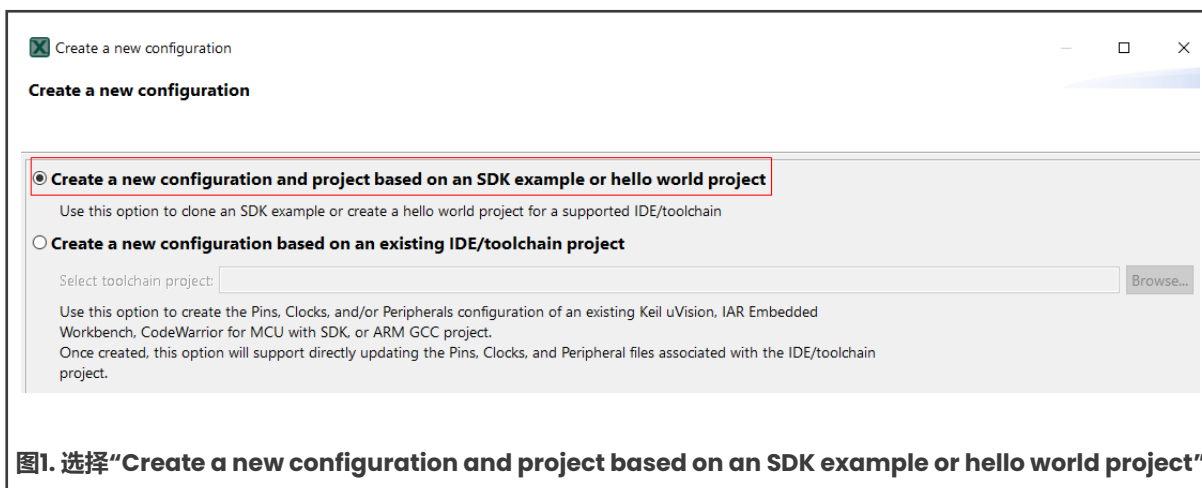 Create a new configuration
Create a new configuration
Create a new configuration and project based on an SDK example or hello world project
Use this option to clone an SDK example or create a hello world project for a supported IDE/toolchain
Create a new configuration based on an existing IDE/toolchain project
Select toolchain project:
Browse...
Use this option to create the Pins, Clocks, and/or Peripherals configuration of an existing Keil uVision, IAR Embedded
Workbench, CodeWarrior for MCU with SDK, or ARM GCC project.
Once created, this option will support directly updating the Pins, Clocks, and Peripheral files associated with the IDE/toolchain
project.
图1. 选择“Create a new configuration and project based on an SDK example or hello world project”